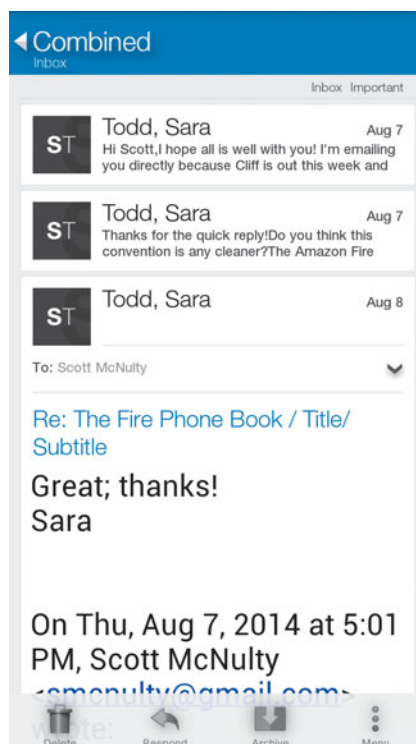 Combined
Inbox
Inbox Important
ST
Todd, Sara
Aug 7
Hi Scott,I hope all is well with you! I'm emailing
you directly because Cliff is out this week and
ST
Todd, Sara
Aug 7
Thanks for the quick reply!Do you think this
convention is any cleaner?The Amazon Fire
ST
Todd, Sara
Aug 8
To: Scott McNulty
Re: The Fire Phone Book / Title/
Subtitle
Great; thanks!
Sara
On Thu, Aug 7, 2014 at 5:01
PM, Scott McNulty
<smcnulty@gmail.com>
wrote:
Delete Respond Archive Menu